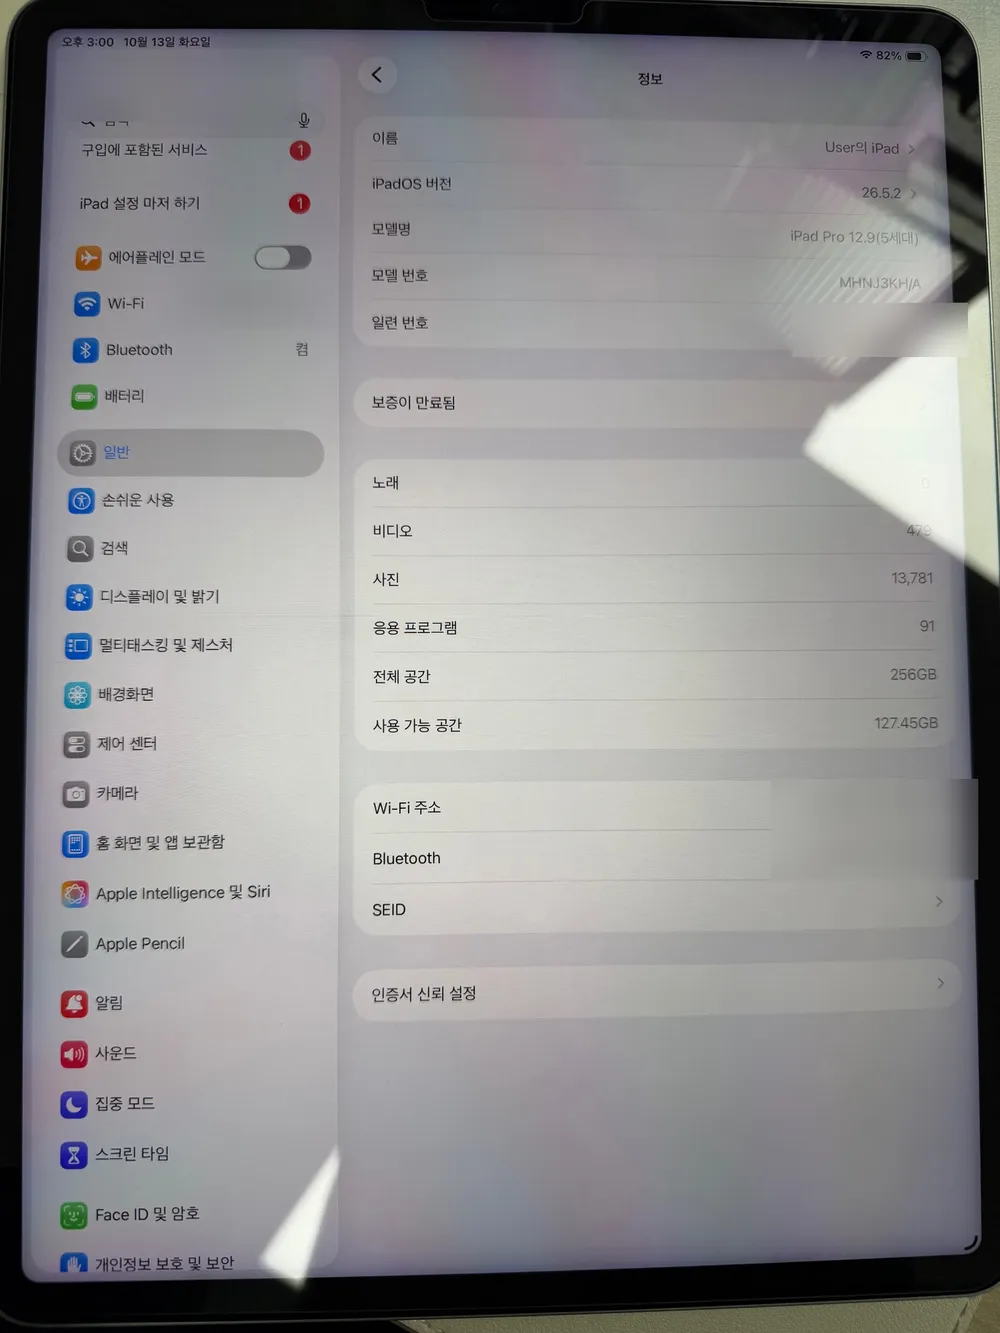 오후 3:00 10월 13일 화요일
82%
검색
구입에 포함된 서비스 1
iPad 설정 마저 하기 1
에어플레인 모드
Wi-Fi
Bluetooth 켬
배터리
일반
손쉬운 사용
검색
디스플레이 및 밝기
멀티태스킹 및 제스처
배경화면
제어 센터
카메라
홈 화면 및 앱 보관함
Apple Intelligence 및 Siri
Apple Pencil
알림
사운드
집중 모드
스크린 타임
Face ID 및 암호
개인정보 보호 및 보안
정보
이름 User의 iPad
iPadOS 버전 26.5.2
모델명 iPad Pro 12.9(5세대)
모델 번호 MHNJ3KH/A
일련 번호
보증이 만료됨
노래 0
비디오 479
사진 13,781
응용 프로그램 91
전체 공간 256GB
사용 가능 공간 127.45GB
Wi-Fi 주소
Bluetooth
SEID
인증서 신뢰 설정